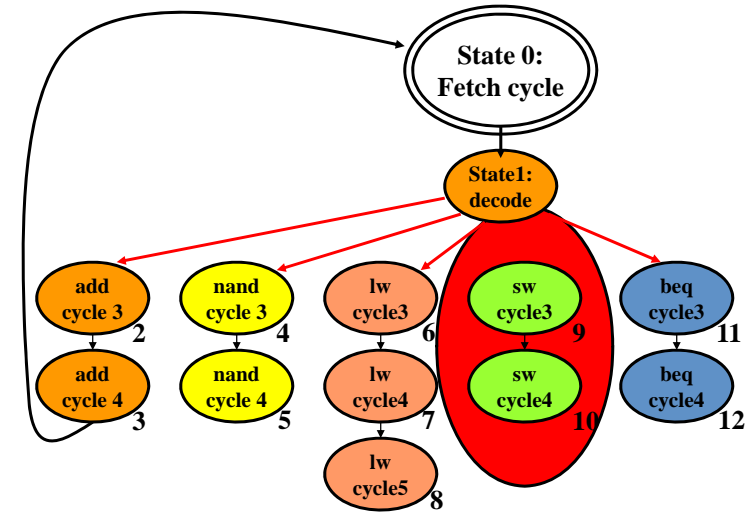 State 0:
Fetch cycle
State1:
decode
add
cycle 3
2
nand
cycle 3
4
lw
cycle3
6
sw
cycle3
9
beq
cycle3
11
add
cycle 4
3
nand
cycle 4
5
lw
cycle4
7
sw
cycle4
10
beq
cycle4
12
lw
cycle5
8